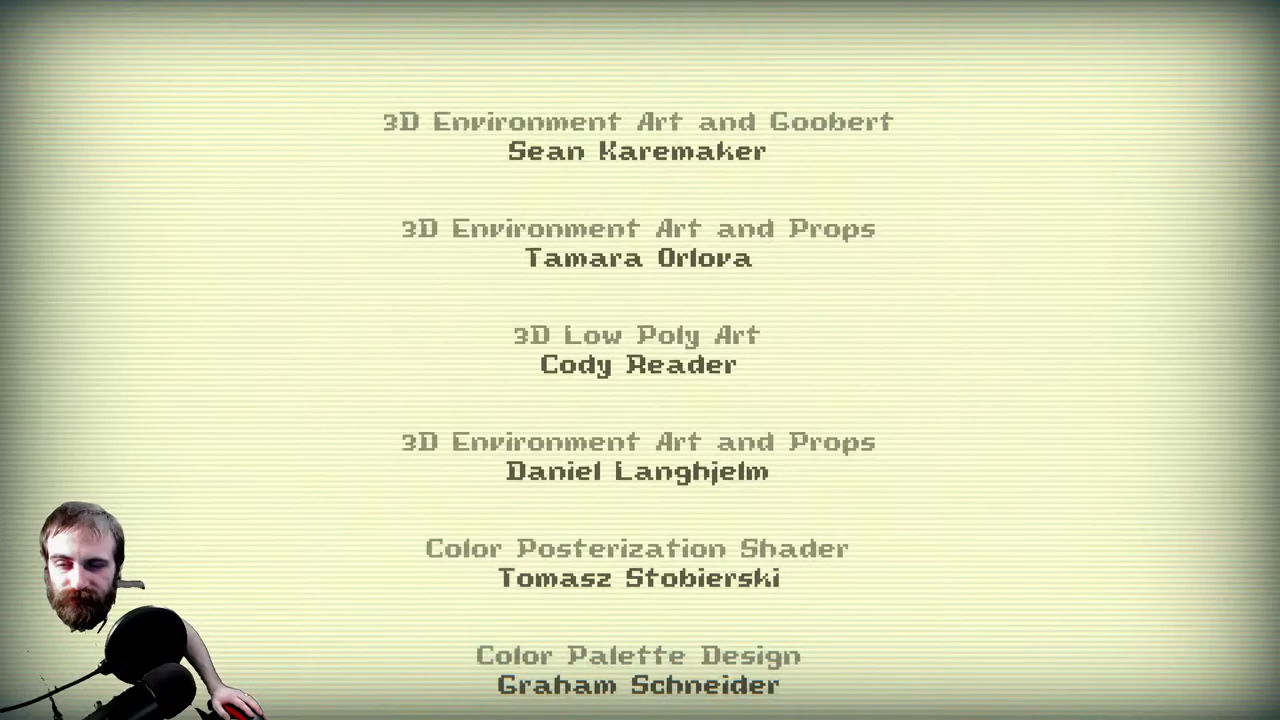 3D Environment Art and Goobert
Sean Karemaker
3D Environment Art and Props
Tamara Orlova
3D Low Poly Art
Cody Reader
3D Environment Art and Props
Daniel Langhjelm
Color Posterization Shader
Tomasz Stobierski
Color Palette Design
Graham Schneider